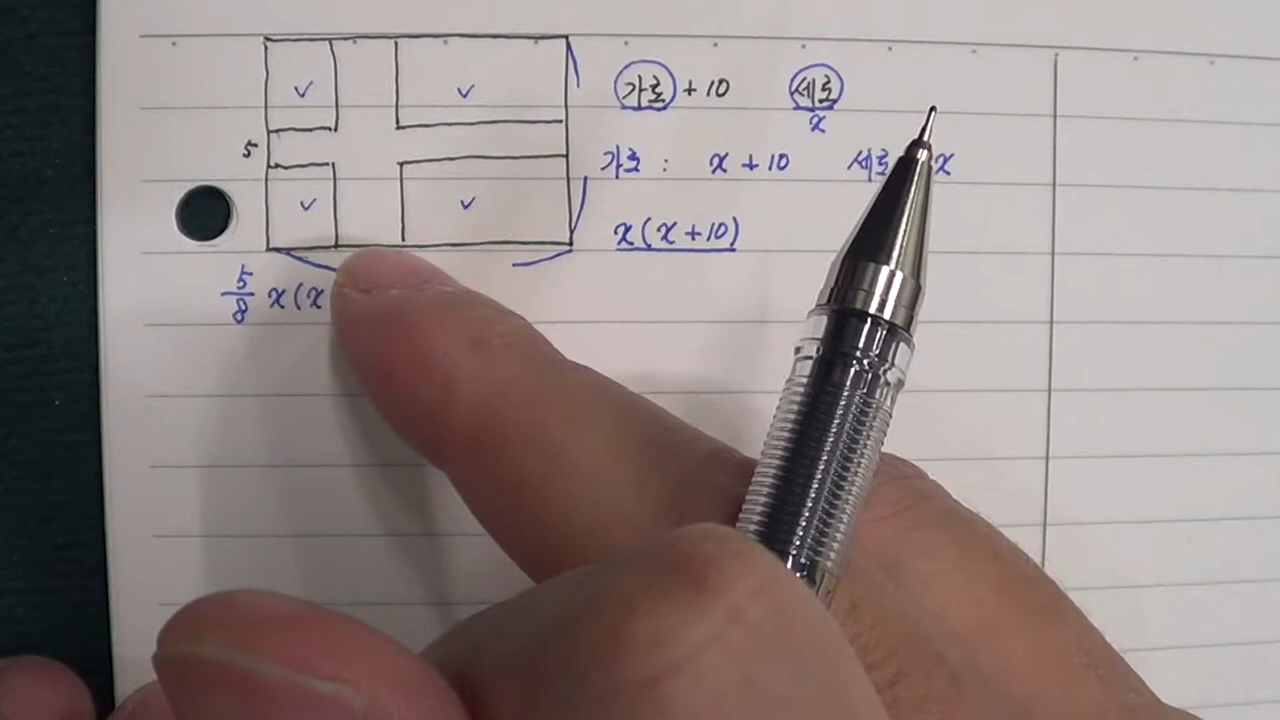 가로 + 10 세로
x
5
가로 : x + 10 세로 x
x(x+10)
5/8 x(x